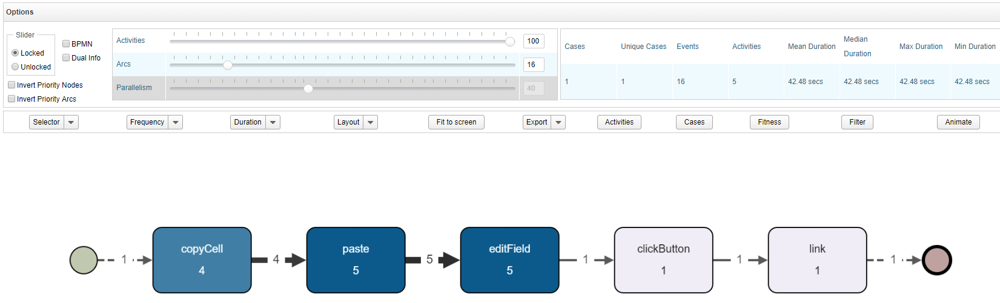 Options
Slider
Locked
Unlocked
BPMN
Dual Info
Invert Priority Nodes
Invert Priority Arcs
Activities 100
Arcs 16
Parallelism 40
Cases Unique Cases Events Activities Mean Duration Median Duration Max Duration Min Duration
1 1 16 5 42.48 secs 42.48 secs 42.48 secs 42.48 secs
Selector Frequency Duration Layout Fit to screen Export Activities Cases Fitness Filter Animate
copyCell paste editField clickButton link
1 4 5 1 1 1
4 5 5 1 1